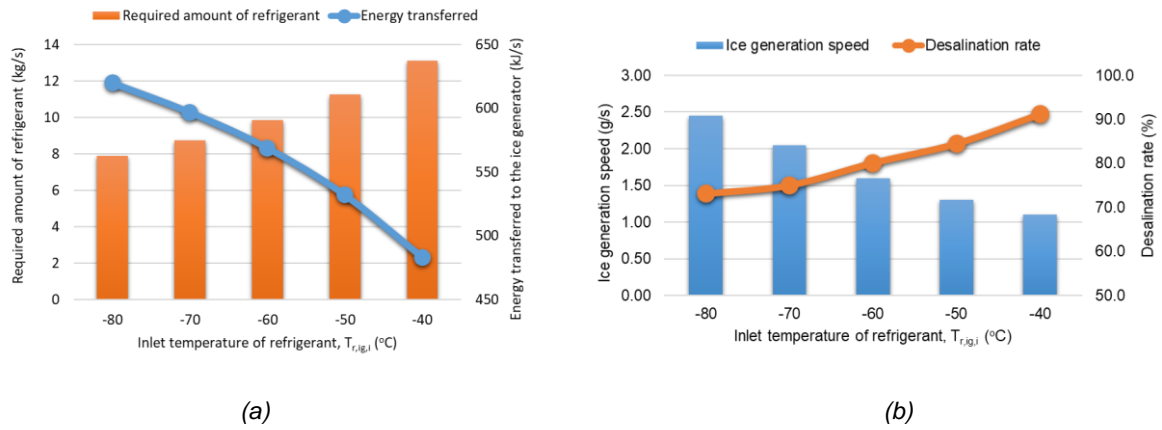 Required amount of refrigerant
Energy transferred
Required amount of refrigerant (kg/s)
14
12
10
8
6
4
2
0
650
600
550
500
450
Energy transferred to the ice generator (kJ/s)
-80 -70 -60 -50 -40
Inlet temperature of refrigerant, T_r,ig,i (°C)
(a)
Ice generation speed
Desalination rate
Ice generation speed (g/s)
3.00
2.50
2.00
1.50
1.00
0.50
0.00
100.0
90.0
80.0
70.0
60.0
50.0
Desalination rate (%)
-80 -70 -60 -50 -40
Inlet temperature of refrigerant, T_r,ig,i (°C)
(b)